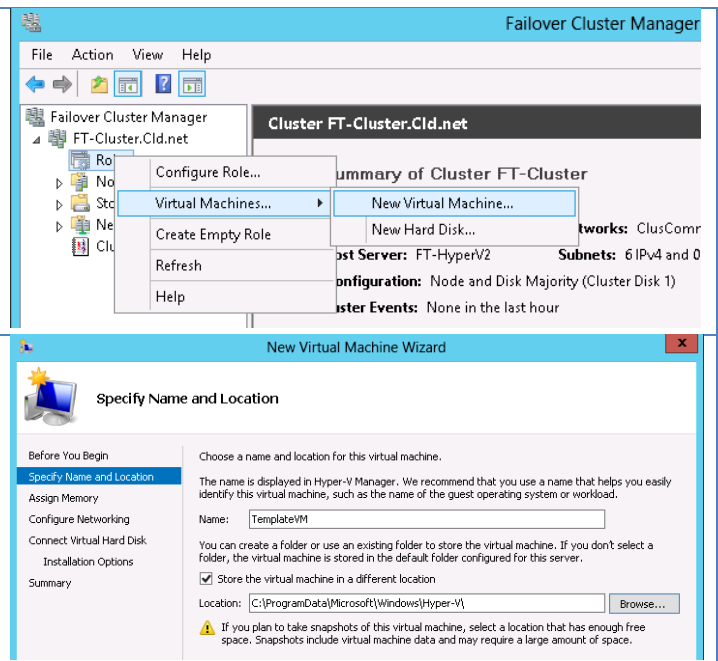 Failover Cluster Manager
File Action View Help
Failover Cluster Manager
Cluster FT-Cluster.Cld.net
FT-Cluster.Cld.net
Configure Role...
Summary of Cluster FT-Cluster
Virtual Machines...
New Virtual Machine...
Create Empty Role
New Hard Disk...
Networks: ClusComm
Refresh
Host Server: FT-HyperV2 Subnets: 6 IPv4 and 0
Configuration: Node and Disk Majority (Cluster Disk 1)
Help
Cluster Events: None in the last hour
New Virtual Machine Wizard
x
Specify Name and Location
Before You Begin
Specify Name and Location
Assign Memory
Configure Networking
Connect Virtual Hard Disk
Installation Options
Summary
Choose a name and location for this virtual machine.
The name is displayed in Hyper-V Manager. We recommend that you use a name that helps you easily
identify this virtual machine, such as the name of the guest operating system or workload.
Name: TemplateVM
You can create a folder or use an existing folder to store the virtual machine. If you don't select a
folder, the virtual machine is stored in the default folder configured for this server.
Store the virtual machine in a different location
Location: C:\ProgramData\Microsoft\Windows\Hyper-V\ Browse...
If you plan to take snapshots of this virtual machine, select a location that has enough free
space. Snapshots include virtual machine data and may require a large amount of space.